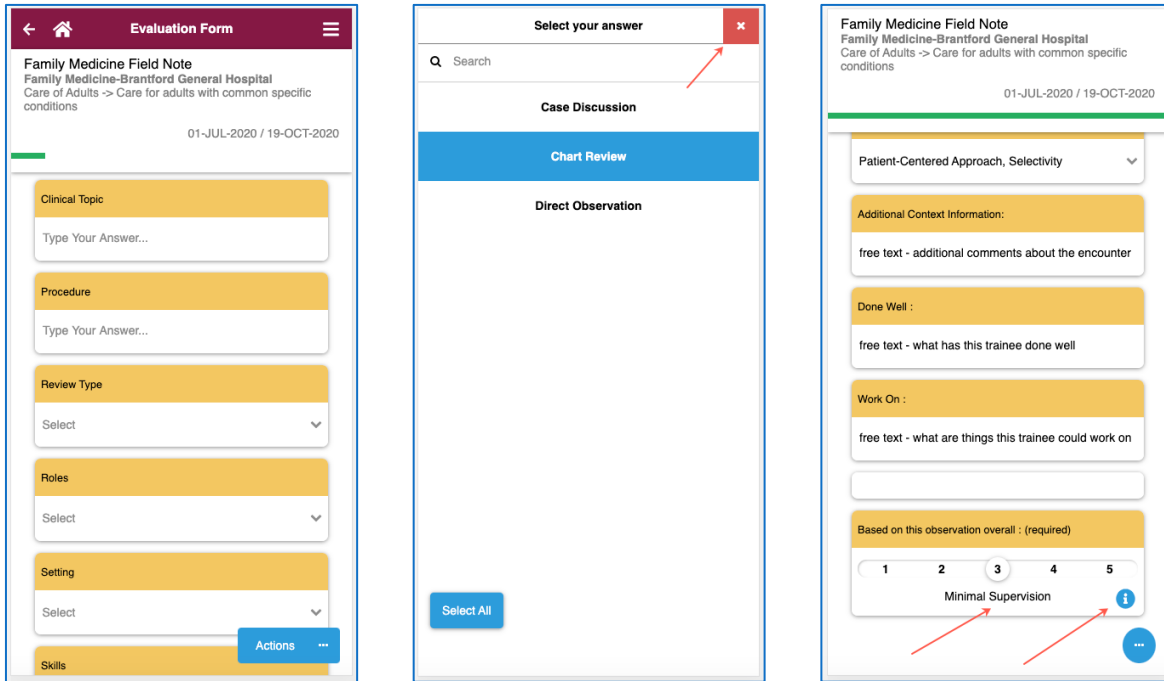 Evaluation Form
Family Medicine Field Note
Family Medicine-Brantford General Hospital
Care of Adults -> Care for adults with common specific
conditions
01-JUL-2020 / 19-OCT-2020
Clinical Topic
Type Your Answer...
Procedure
Type Your Answer...
Review Type
Select
Roles
Select
Setting
Select
Actions ...
Skills
Select your answer
×
Search
Case Discussion
Chart Review
Direct Observation
Select All
Family Medicine Field Note
Family Medicine-Brantford General Hospital
Care of Adults -> Care for adults with common specific
conditions
01-JUL-2020 / 19-OCT-2020
Patient-Centered Approach, Selectivity
Additional Context Information:
free text - additional comments about the encounter
Done Well :
free text - what has this trainee done well
Work On :
free text - what are things this trainee could work on
Based on this observation overall : (required)
1 2 3 4 5
Minimal Supervision
i
...